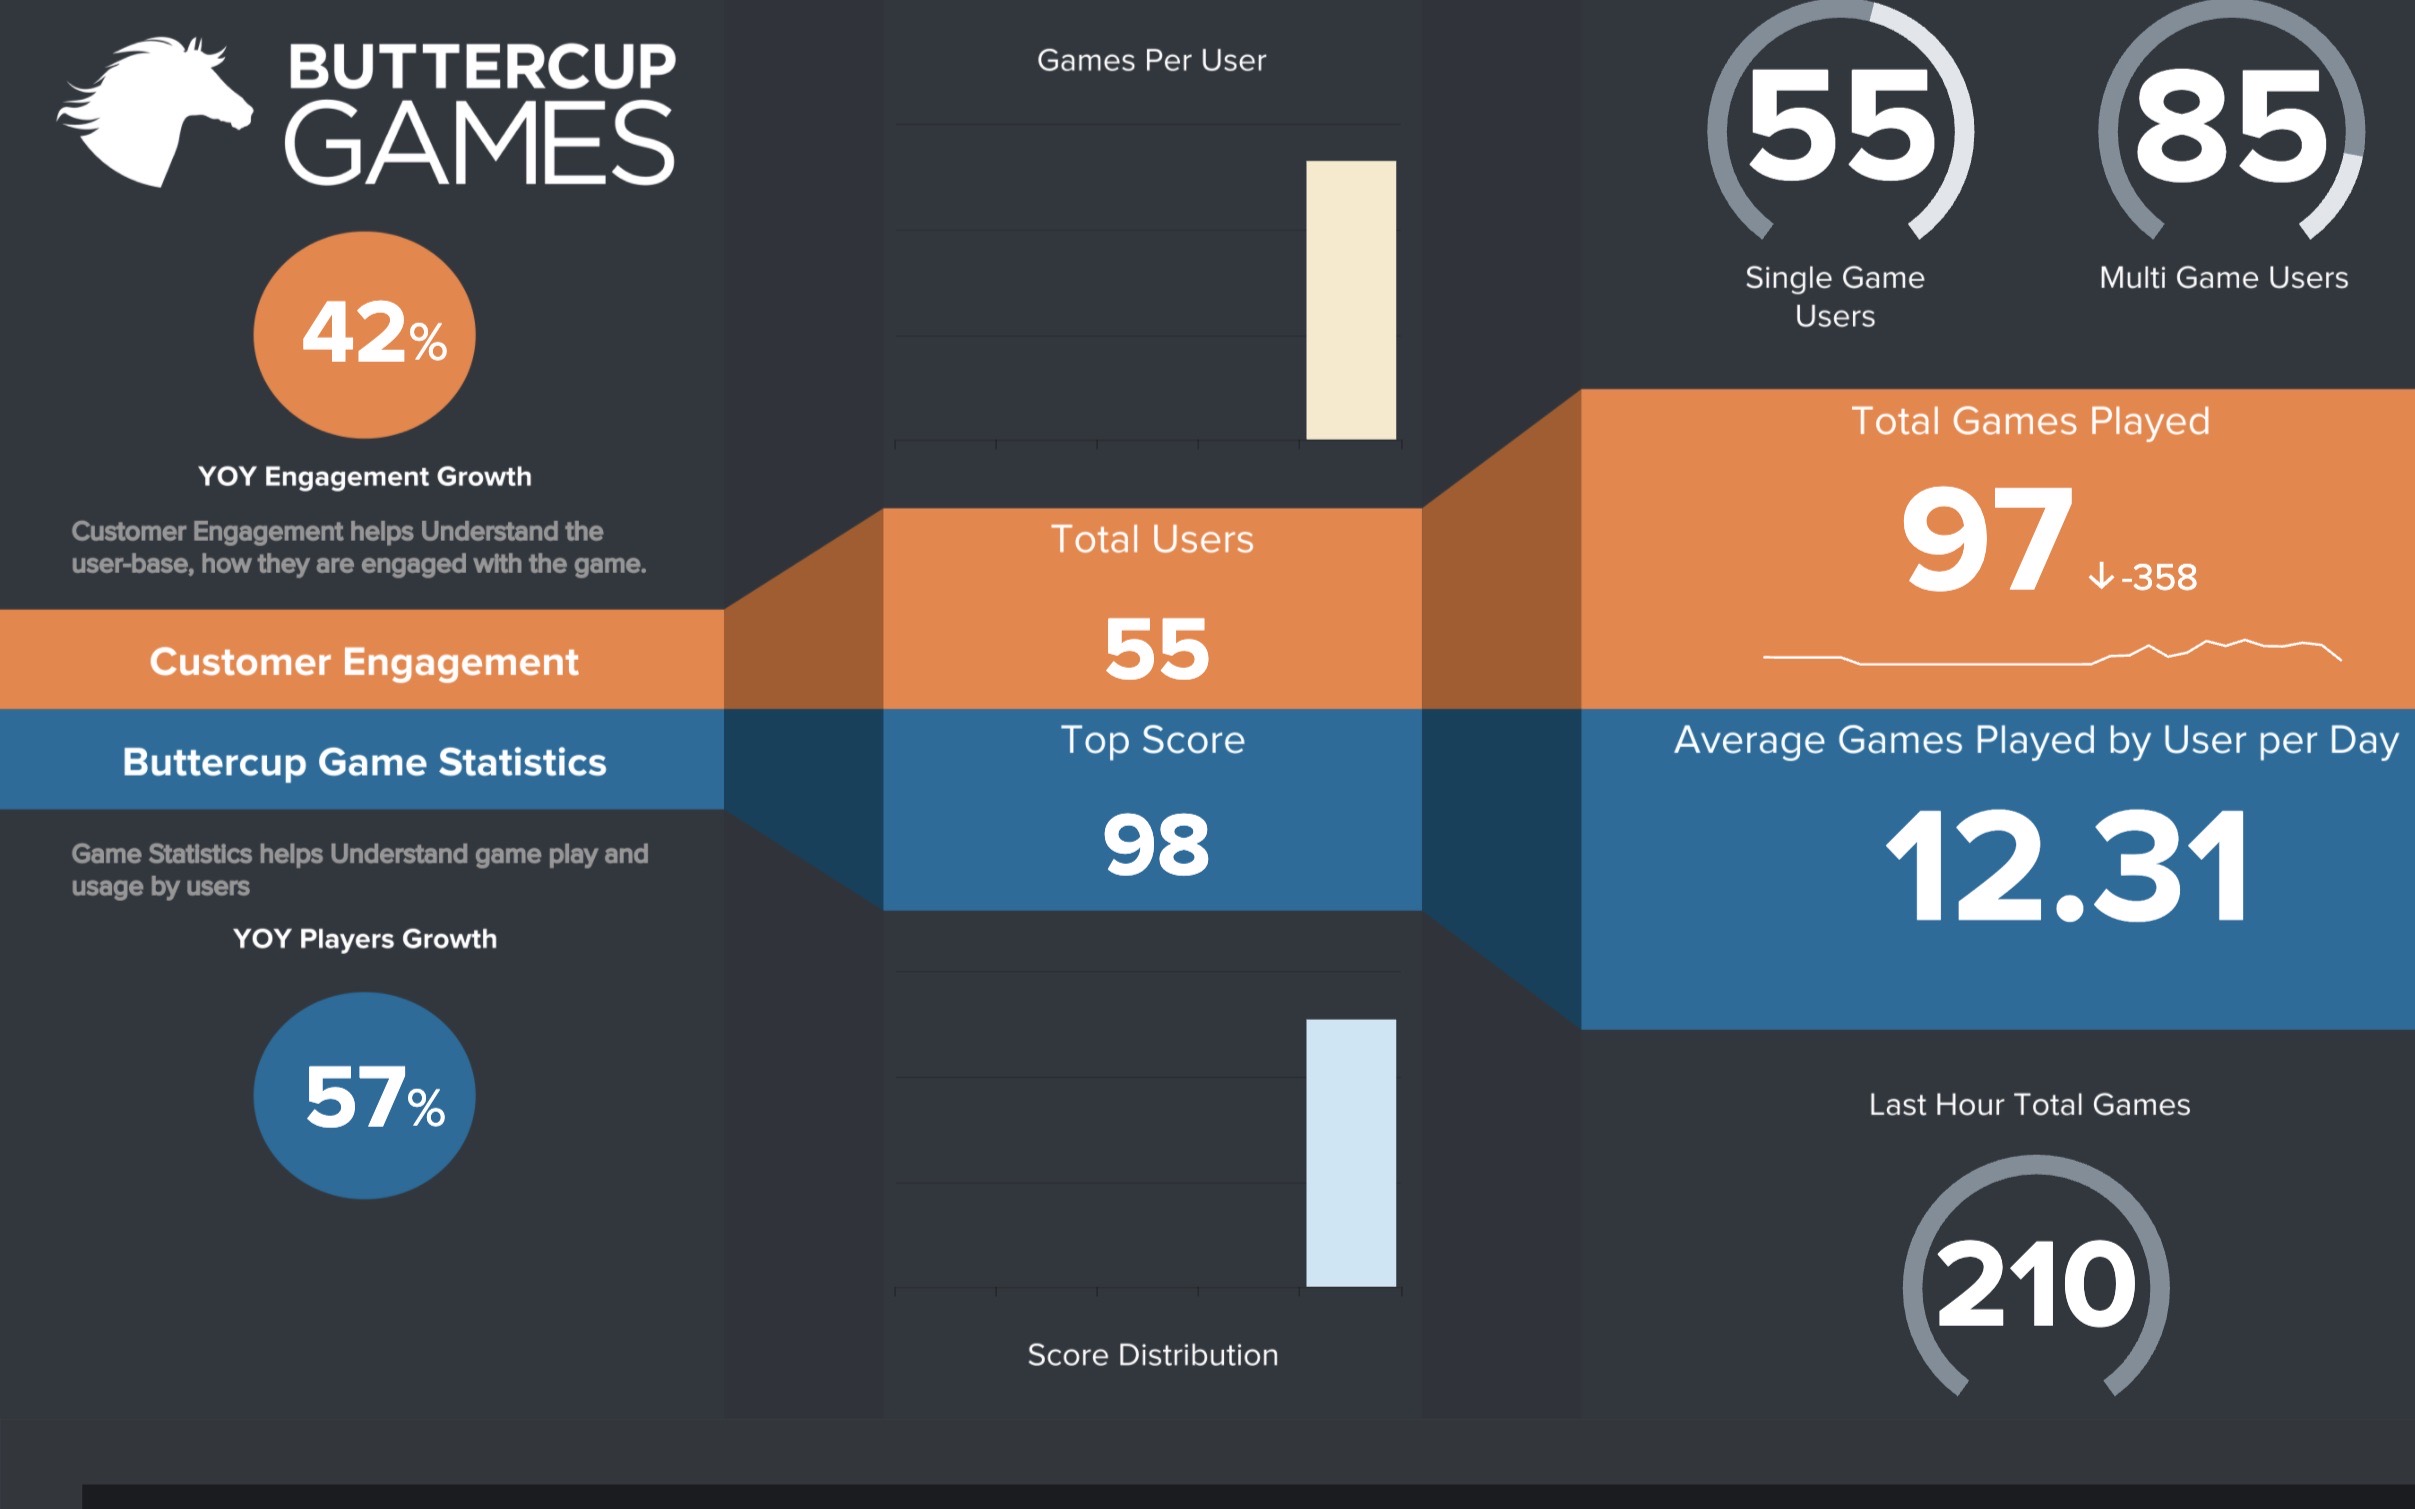 BUTTERCUP
GAMES
42%
YOY Engagement Growth
Customer Engagement helps Understand the
user-base, how they are engaged with the game.
Customer Engagement
Buttercup Game Statistics
Game Statistics helps Understand game play and
usage by users
YOY Players Growth
57%
Games Per User
Total Users
55
Top Score
98
Score Distribution
55
Single Game
Users
85
Multi Game Users
Total Games Played
97
-358
Average Games Played by User per Day
12.31
Last Hour Total Games
210